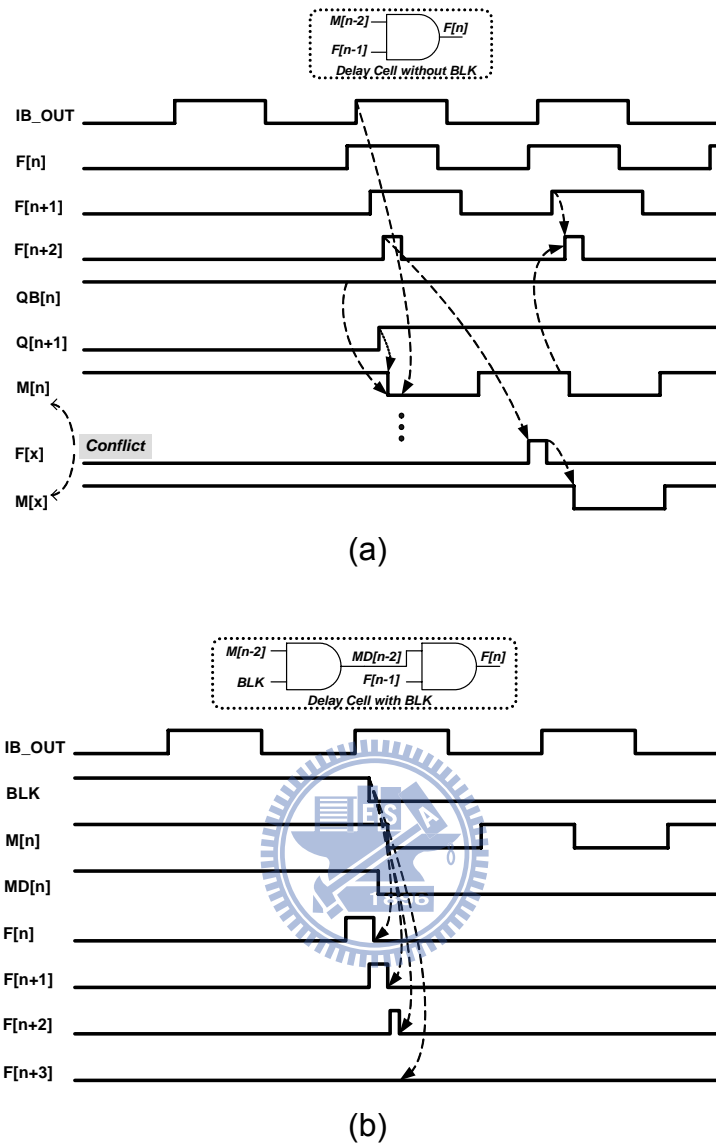 M[n-2]
F[n]
F[n-1]
Delay Cell without BLK
IB_OUT
F[n]
F[n+1]
F[n+2]
QB[n]
Q[n+1]
M[n]
Conflict
F[x]
M[x]
(a)
M[n-2]
MD[n-2]
F[n]
BLK
F[n-1]
Delay Cell with BLK
IB_OUT
BLK
E S A
M[n]
MD[n]
1896
F[n]
F[n+1]
F[n+2]
F[n+3]
(b)